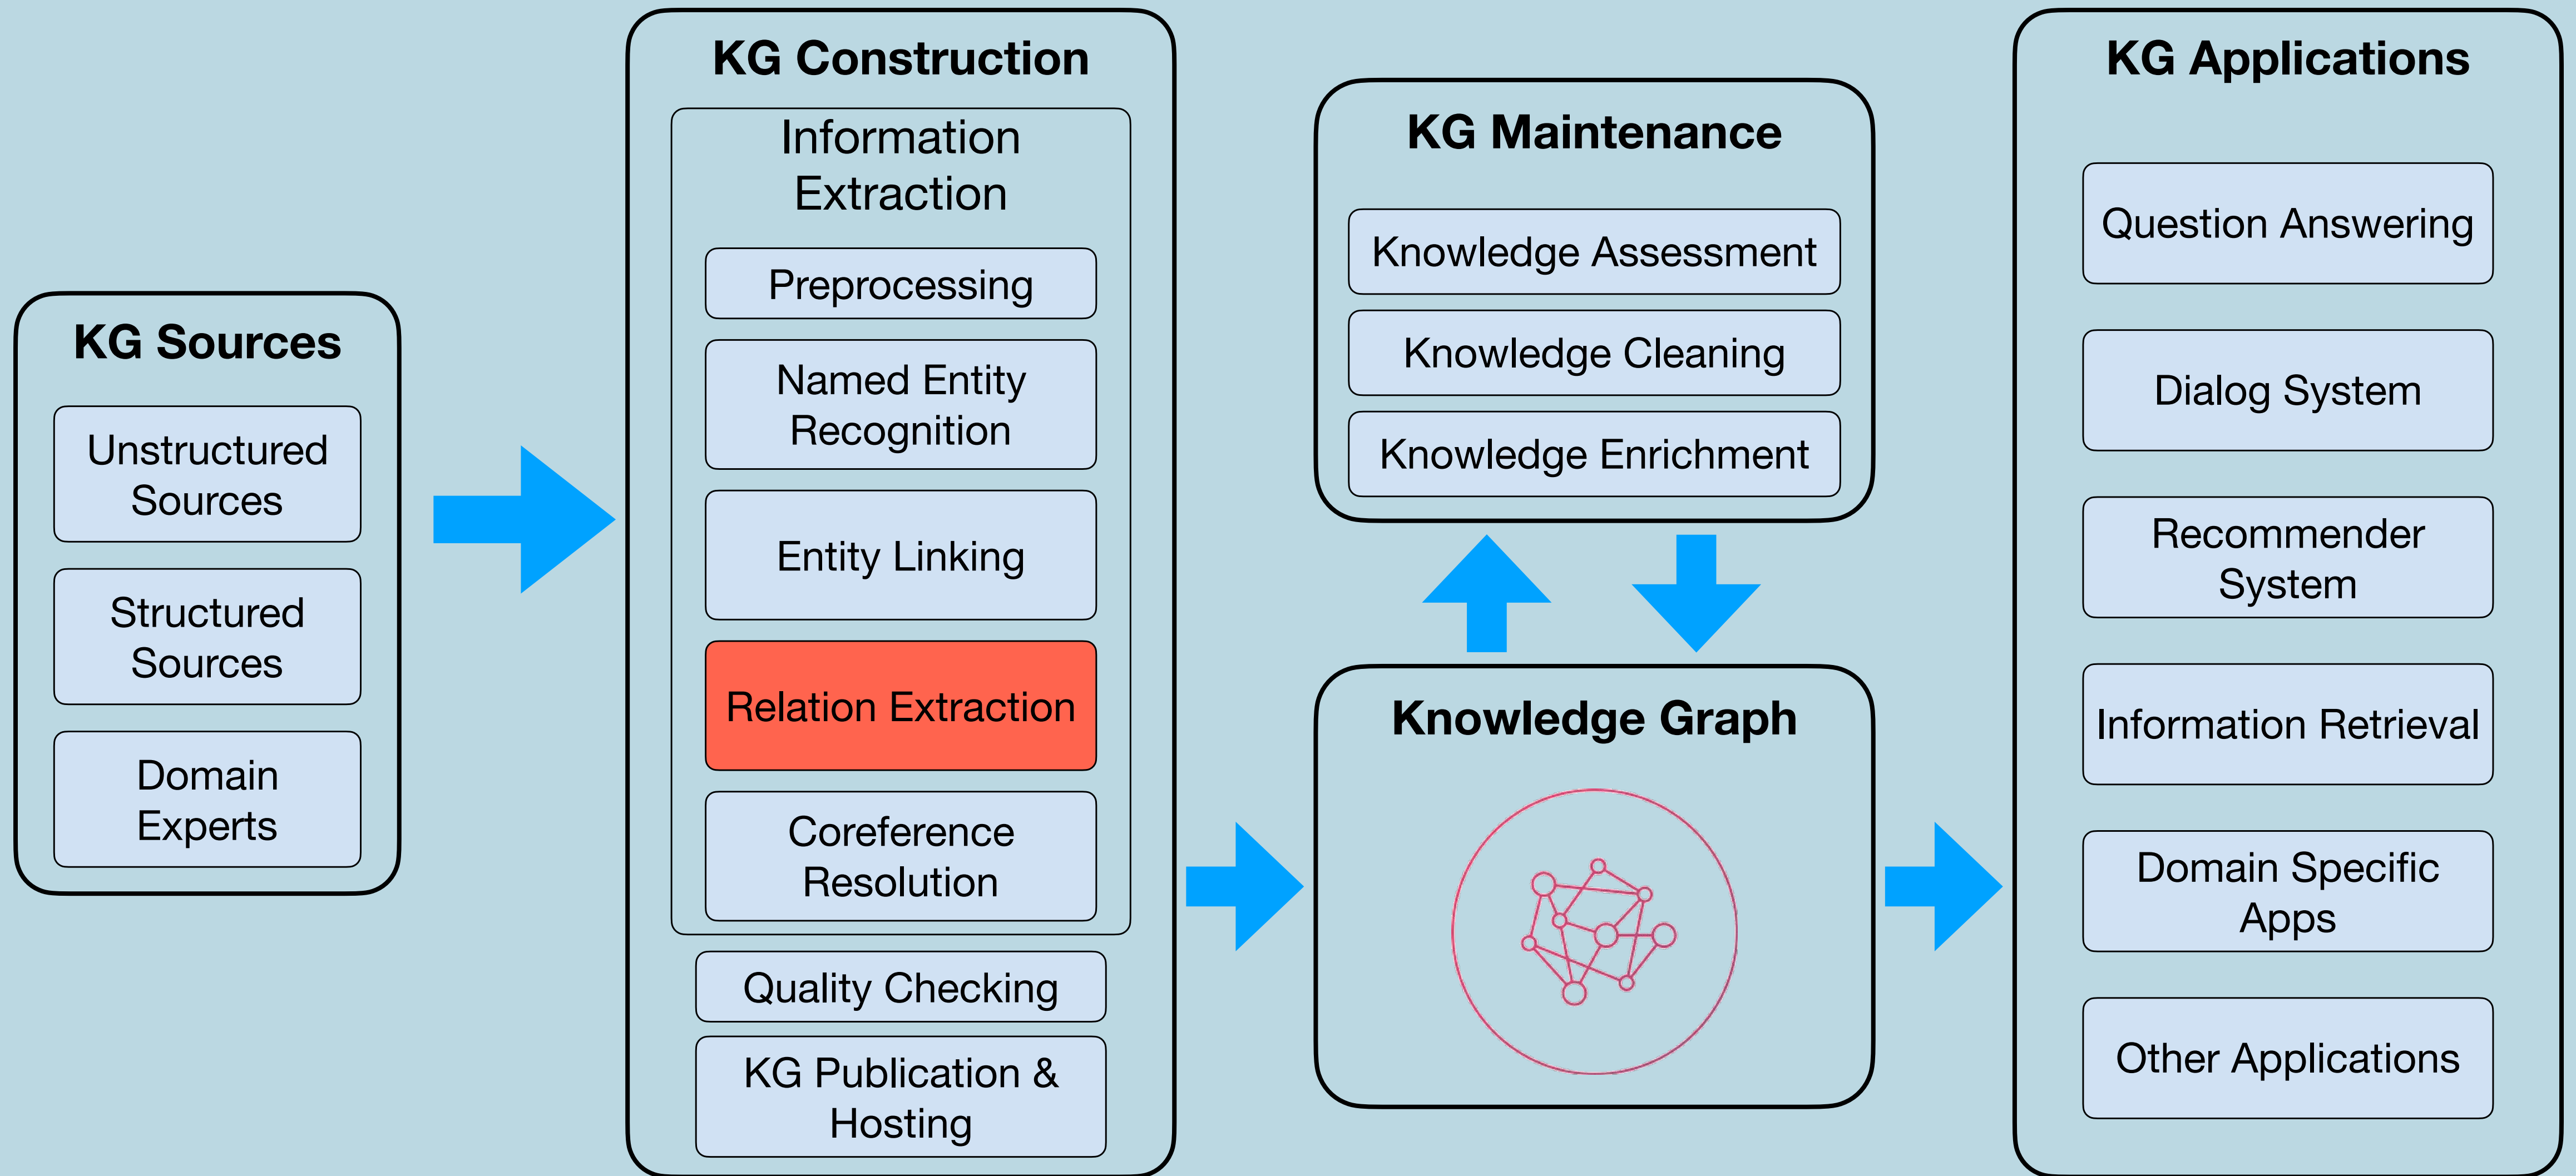 KG Sources
Unstructured
Sources
Structured
Sources
Domain
Experts
KG Construction
Information
Extraction
Preprocessing
Named Entity
Recognition
Entity Linking
Relation Extraction
Coreference
Resolution
Quality Checking
KG Publication &
Hosting
KG Maintenance
Knowledge Assessment
Knowledge Cleaning
Knowledge Enrichment
Knowledge Graph
KG Applications
Question Answering
Dialog System
Recommender
System
Information Retrieval
Domain Specific
Apps
Other Applications